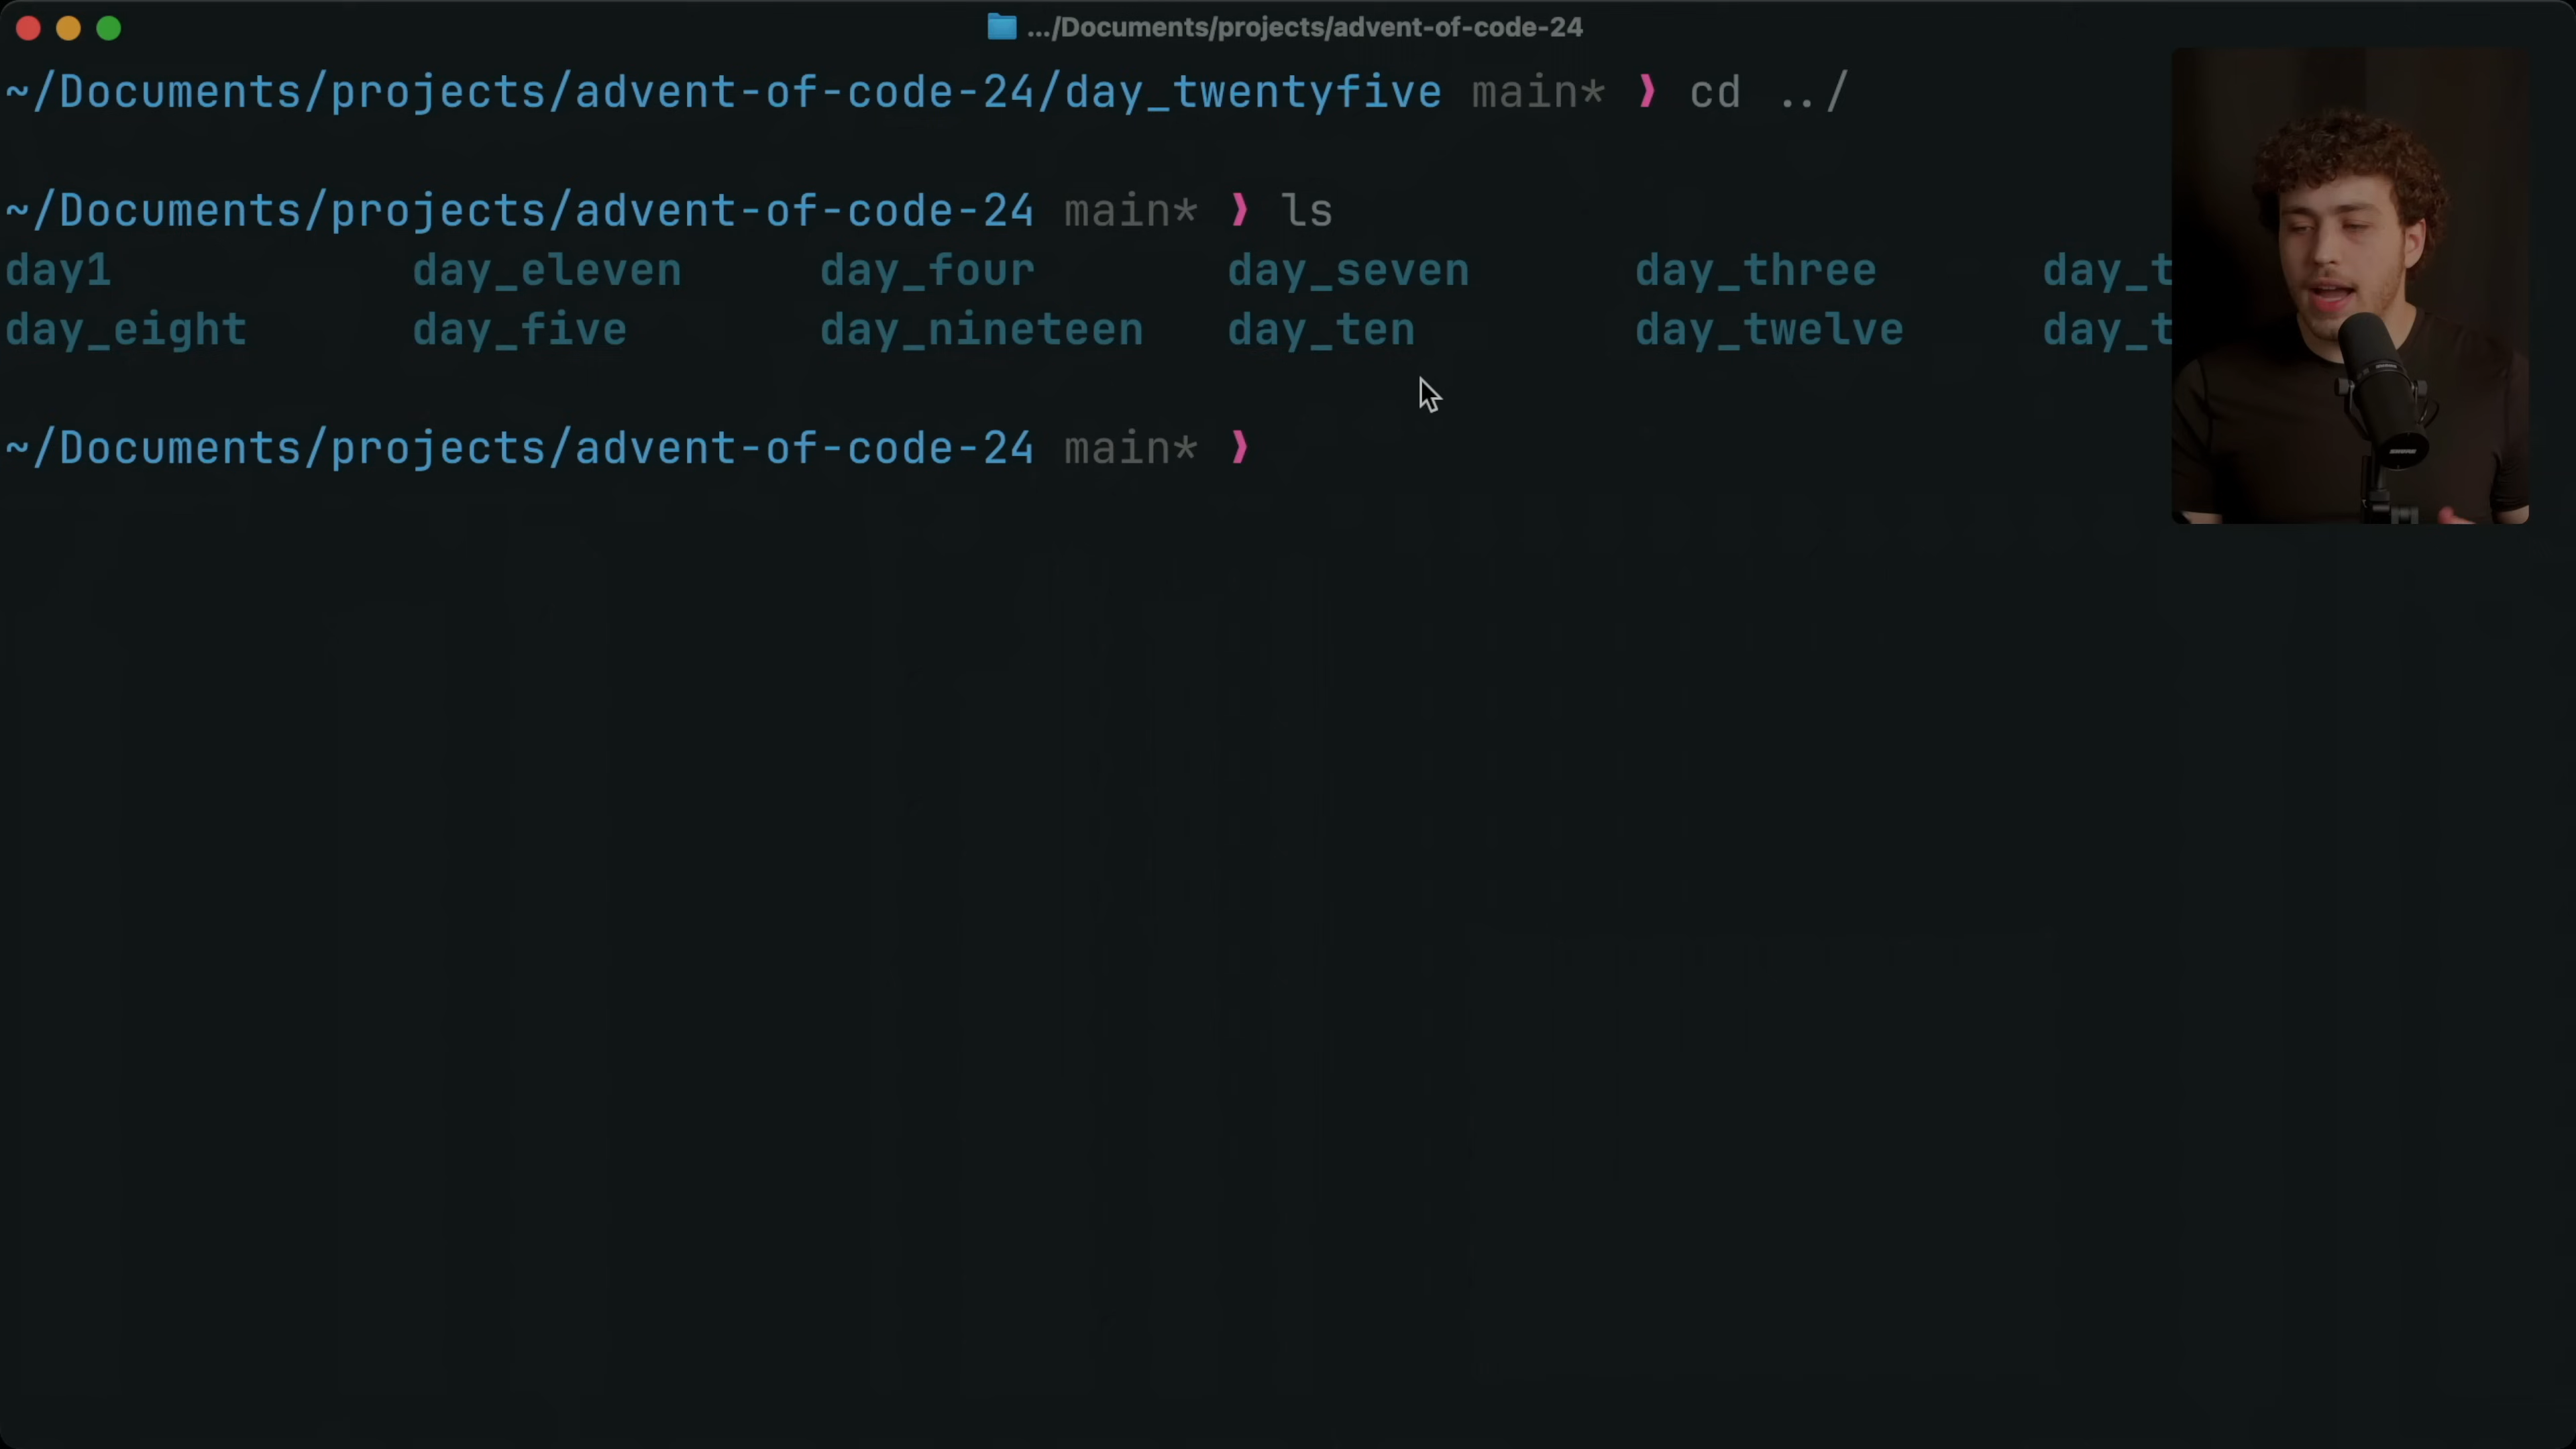 .../Documents/projects/advent-of-code-24
~/Documents/projects/advent-of-code-24/day_twentyfive main* ❯ cd ../
~/Documents/projects/advent-of-code-24 main* ❯ ls
day1 day_eleven day_four day_seven day_three day_t
day_eight day_five day_nineteen day_ten day_twelve day_t
~/Documents/projects/advent-of-code-24 main* ❯